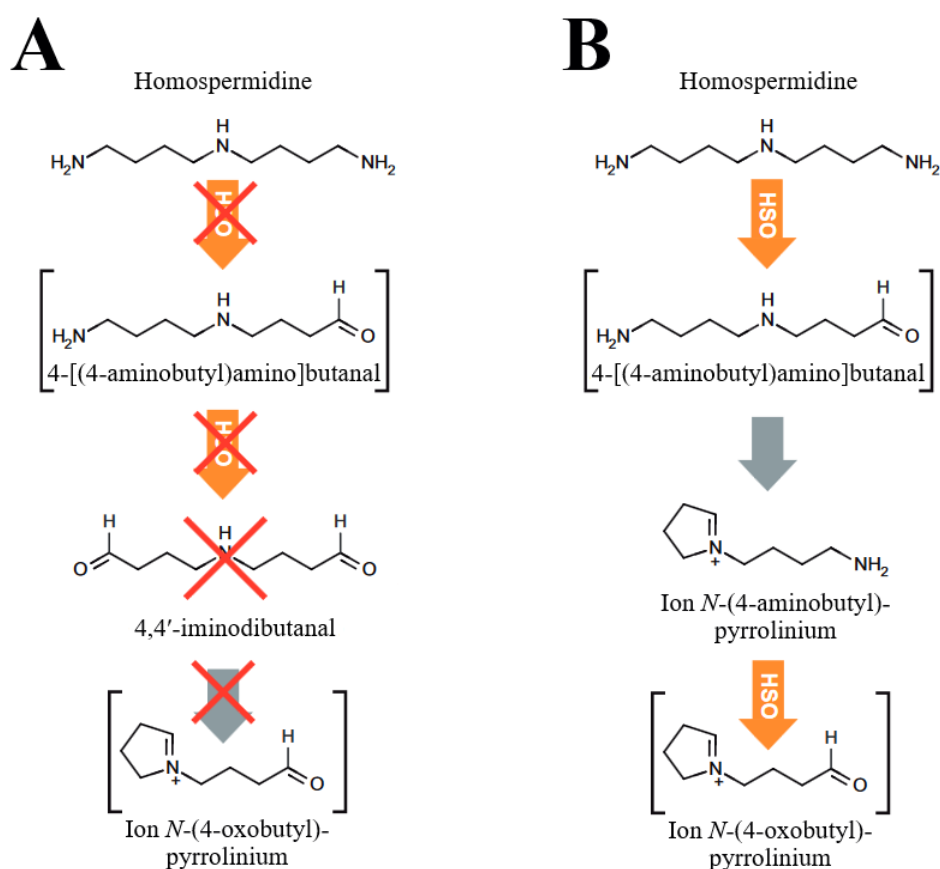 A
Homospermidine
H
N
H₂N
NH₂
HSO
H
N
H
H₂N
O
4-[(4-aminobutyl)amino]butanal
HSO
H
H
N
H
O
O
4,4′-iminodibutanal
H
N
+
O
Ion N-(4-oxobutyl)-
pyrrolinium
B
Homospermidine
H
N
H₂N
NH₂
HSO
H
N
H
H₂N
O
4-[(4-aminobutyl)amino]butanal
N
+
NH₂
Ion N-(4-aminobutyl)-
pyrrolinium
HSO
H
N
+
O
Ion N-(4-oxobutyl)-
pyrrolinium